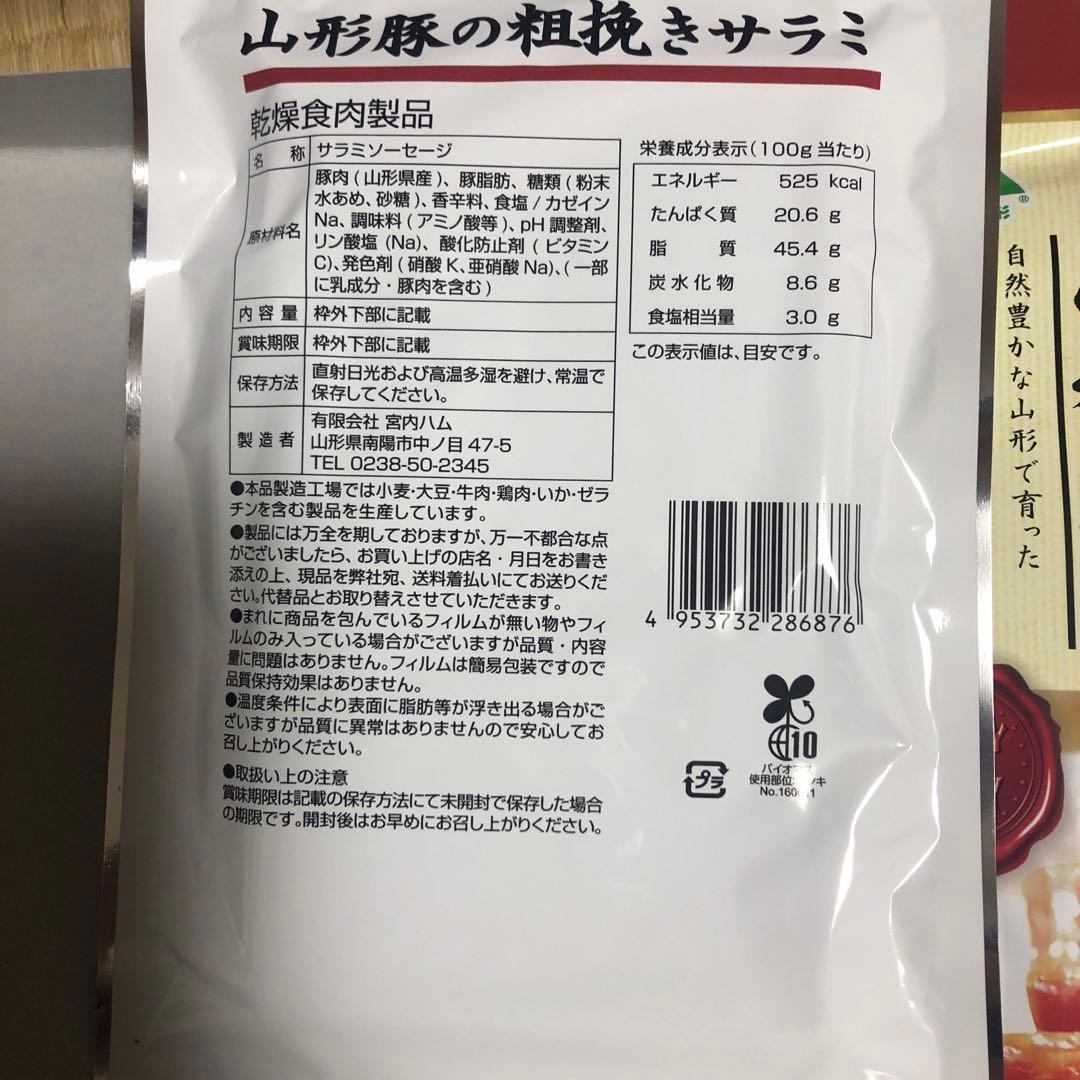 山形豚の粗挽きサラミ
乾燥食肉製品
名称 サラミソーセージ
原材料名 豚肉(山形県産)、豚脂肪、糖類(粉末
水あめ、砂糖)、香辛料、食塩/カゼイン
Na、調味料(アミノ酸等)、pH調整剤、
リン酸塩(Na)、酸化防止剤(ビタミン
C)、発色剤(硝酸K、亜硝酸Na)、(一部
に乳成分・豚肉を含む)
内容量 枠外下部に記載
賞味期限 枠外下部に記載
保存方法 直射日光および高温多湿を避け、常温で
保存してください。
製造者 有限会社 宮内ハム
山形県南陽市中ノ目47-5
TEL 0238-50-2345
●本品製造工場では小麦・大豆・牛肉・鶏肉・いか・ゼラ
チンを含む製品を生産しています。
●製品には万全を期しておりますが、万一不都合な点
がございましたら、お買い上げの店名・月日をお書き
添えの上、現品を弊社宛、送料着払いにてお送りくだ
さい。代替品とお取り替えさせていただきます。
●まれに商品を包んでいるフィルムが無い物やフィ
ルムのみ入っている場合がございますが品質・内容
量に問題はありません。フィルムは簡易包装ですので
品質保持効果はありません。
●温度条件により表面に脂肪等が浮き出る場合がご
ざいますが品質に異常はありませんので安心してお
召し上がりください。
●取扱い上の注意
賞味期限は記載の保存方法にて未開封で保存した場合
の期限です。開封後はお早めにお召し上がりください。
栄養成分表示(100g当たり)
エネルギー 525 kcal
たんぱく質 20.6 g
脂質 45.4 g
炭水化物 8.6 g
食塩相当量 3.0 g
この表示値は、目安です。
4 953732 286876
10
プラ
バイオマス
使用部位:インキ
自然豊かな山形で育った
形